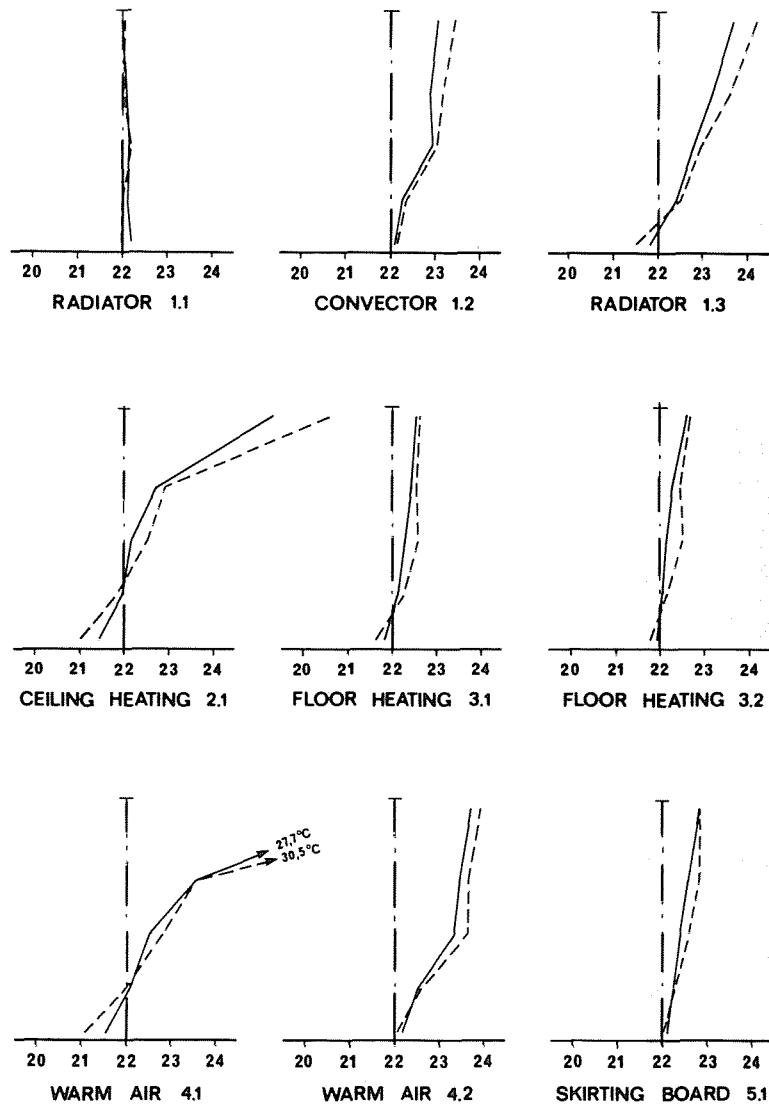 20 21 22 23 24
RADIATOR 1.1
20 21 22 23 24
CONVECTOR 1.2
20 21 22 23 24
RADIATOR 1.3
20 21 22 23 24
CEILING HEATING 2.1
20 21 22 23 24
FLOOR HEATING 3.1
20 21 22 23 24
FLOOR HEATING 3.2
27,7°C
30,5°C
20 21 22 23 24
WARM AIR 4.1
20 21 22 23 24
WARM AIR 4.2
20 21 22 23 24
SKIRTING BOARD 5.1